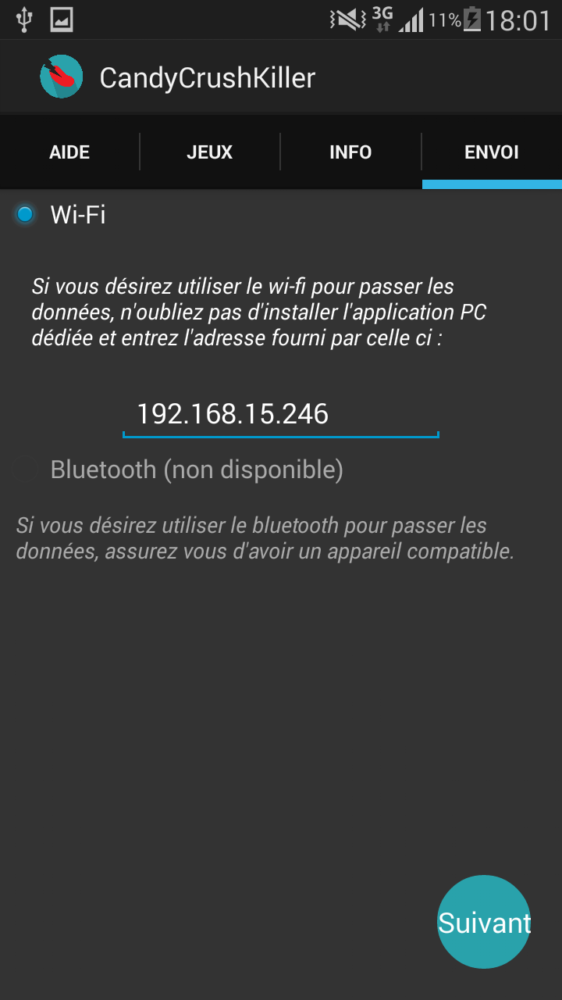 3G 11% 18:01
CandyCrushKiller
AIDE JEUX INFO ENVOI
Wi-Fi
Si vous désirez utiliser le wi-fi pour passer les
données, n'oubliez pas d'installer l'application PC
dédiée et entrez l'adresse fourni par celle ci :
192.168.15.246
Bluetooth (non disponible)
Si vous désirez utiliser le bluetooth pour passer les
données, assurez vous d'avoir un appareil compatible.
Suivant